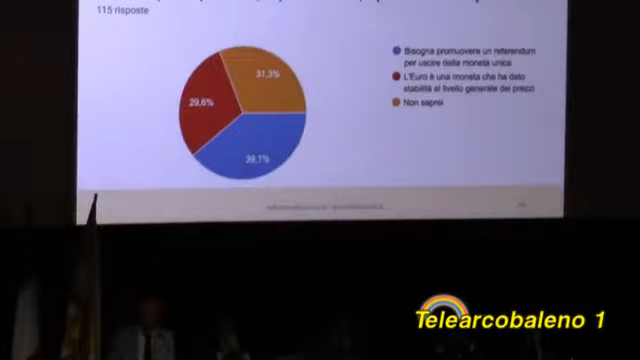 115 risposte
31,3%
29,6%
39,1%
Bisogna promuovere un referendum
per uscire dalla moneta unica
L'Euro è una moneta che ha dato
stabilità al livello generale dei prezzi
Non saprei
Telearcobaleno 1